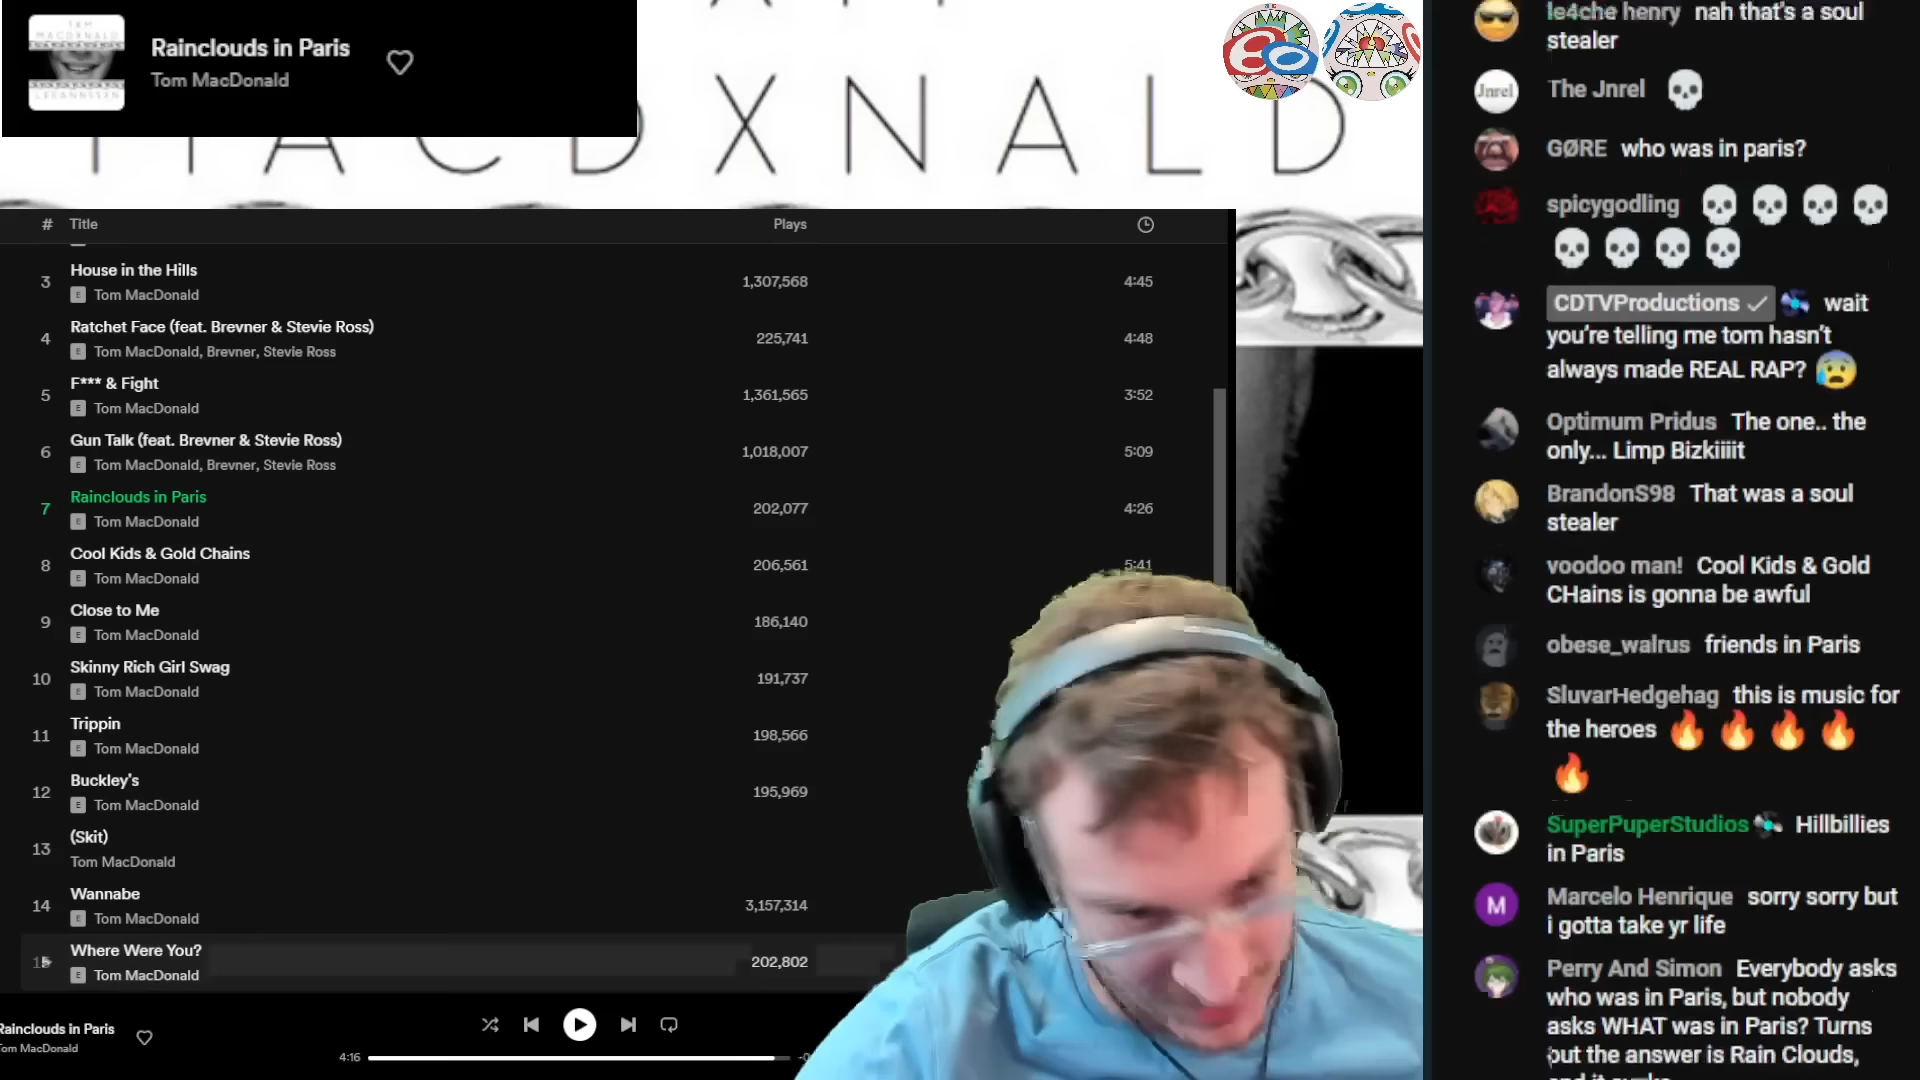 Rainclouds in Paris
Tom MacDonald
MACDXNALD
# Title Plays
3 House in the Hills 1,307,568 4:45
E Tom MacDonald
4 Ratchet Face (feat. Brevner & Stevie Ross) 225,741 4:48
E Tom MacDonald, Brevner, Stevie Ross
5 F*** & Fight 1,361,565 3:52
E Tom MacDonald
6 Gun Talk (feat. Brevner & Stevie Ross) 1,018,007 5:09
E Tom MacDonald, Brevner, Stevie Ross
7 Rainclouds in Paris 202,077 4:26
E Tom MacDonald
8 Cool Kids & Gold Chains 206,561 5:41
E Tom MacDonald
9 Close to Me 186,140
E Tom MacDonald
10 Skinny Rich Girl Swag 191,737
E Tom MacDonald
11 Trippin 198,566
E Tom MacDonald
12 Buckley's 195,969
E Tom MacDonald
13 (Skit)
Tom MacDonald
14 Wannabe 3,157,314
E Tom MacDonald
Where Were You? 202,802
E Tom MacDonald
Rainclouds in Paris
Tom MacDonald
4:16
le4che henry nah that's a soul
stealer
Jnrel
The Jnrel
GØRE who was in paris?
spicygodling
CDTVProductions wait
you're telling me tom hasn't
always made REAL RAP?
Optimum Pridus The one.. the
only... Limp Bizkiiiit
BrandonS98 That was a soul
stealer
voodoo man! Cool Kids & Gold
CHains is gonna be awful
obese_walrus friends in Paris
SluvarHedgehag this is music for
the heroes
SuperPuperStudios Hillbillies
in Paris
M
Marcelo Henrique sorry sorry but
i gotta take yr life
Perry And Simon Everybody asks
who was in Paris, but nobody
asks WHAT was in Paris? Turns
out the answer is Rain Clouds,